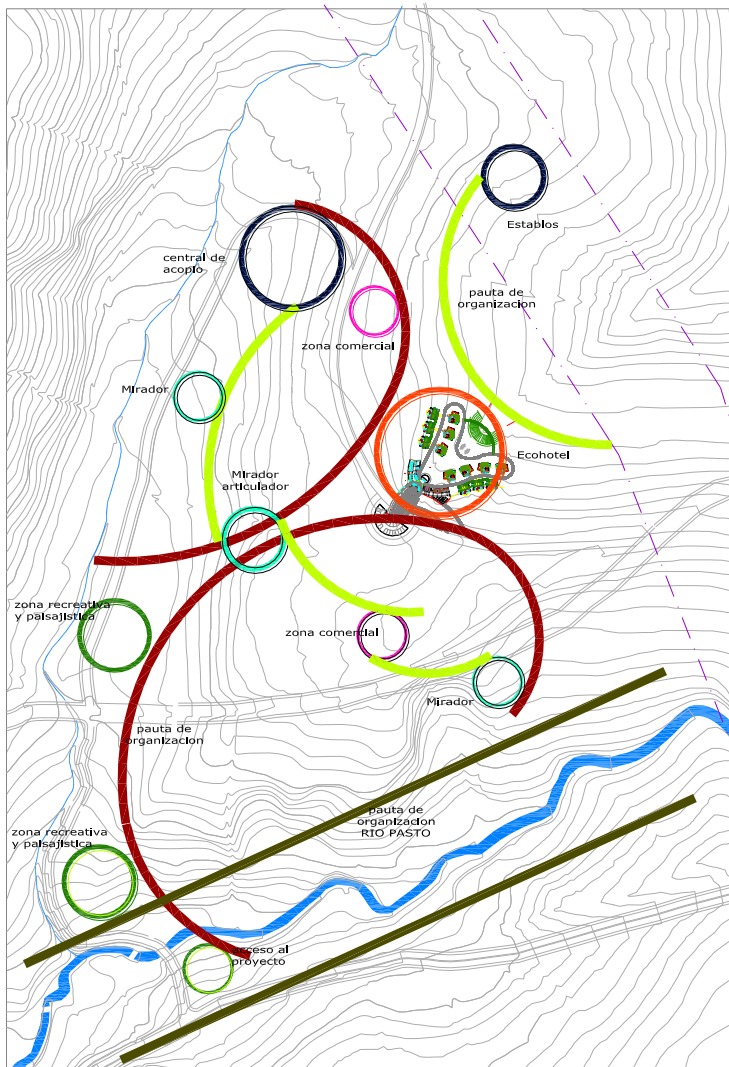 Establos
central de
acopio
pauta de
organizacion
zona comercial
Mirador
Ecohotel
Mirador
articulador
zona recreativa
y paisajistica
zona comercial
Mirador
pauta de
organizacion
pauta de
organizacion
RIO PASTO
zona recreativa
y paisajistica
acceso al
proyecto